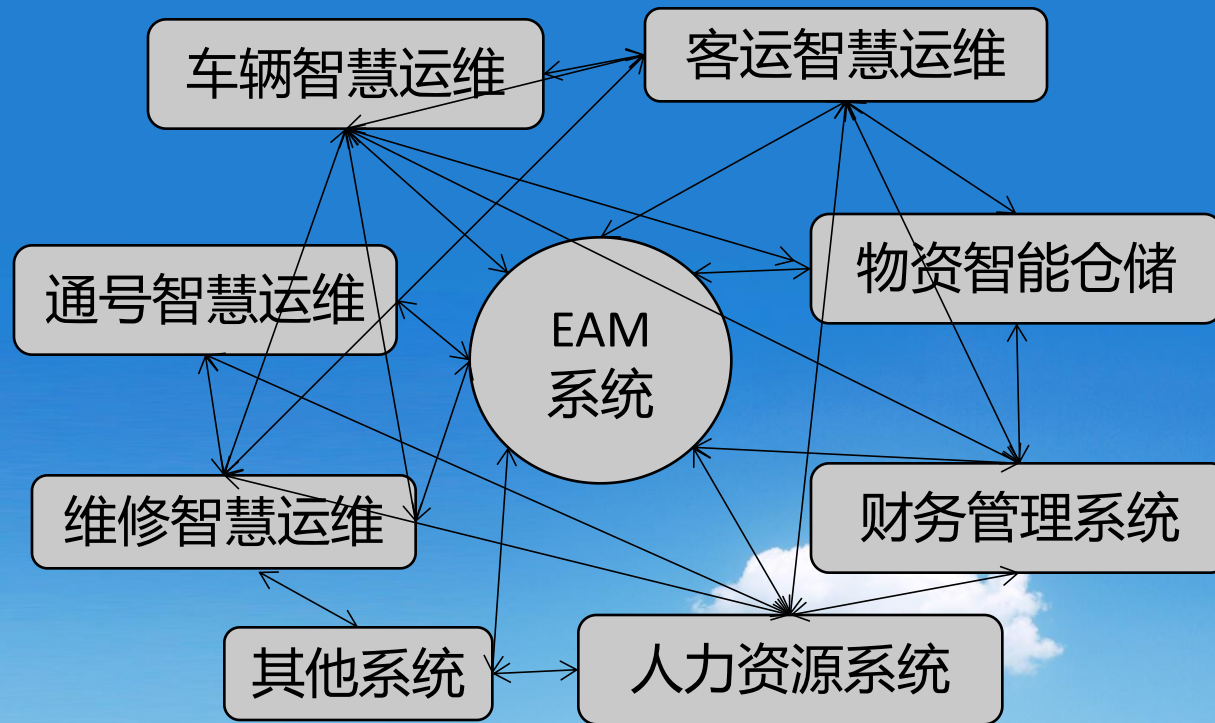 车辆智慧运维
客运智慧运维
通号智慧运维
物资智能仓储
EAM
系统
维修智慧运维
财务管理系统
其他系统
人力资源系统